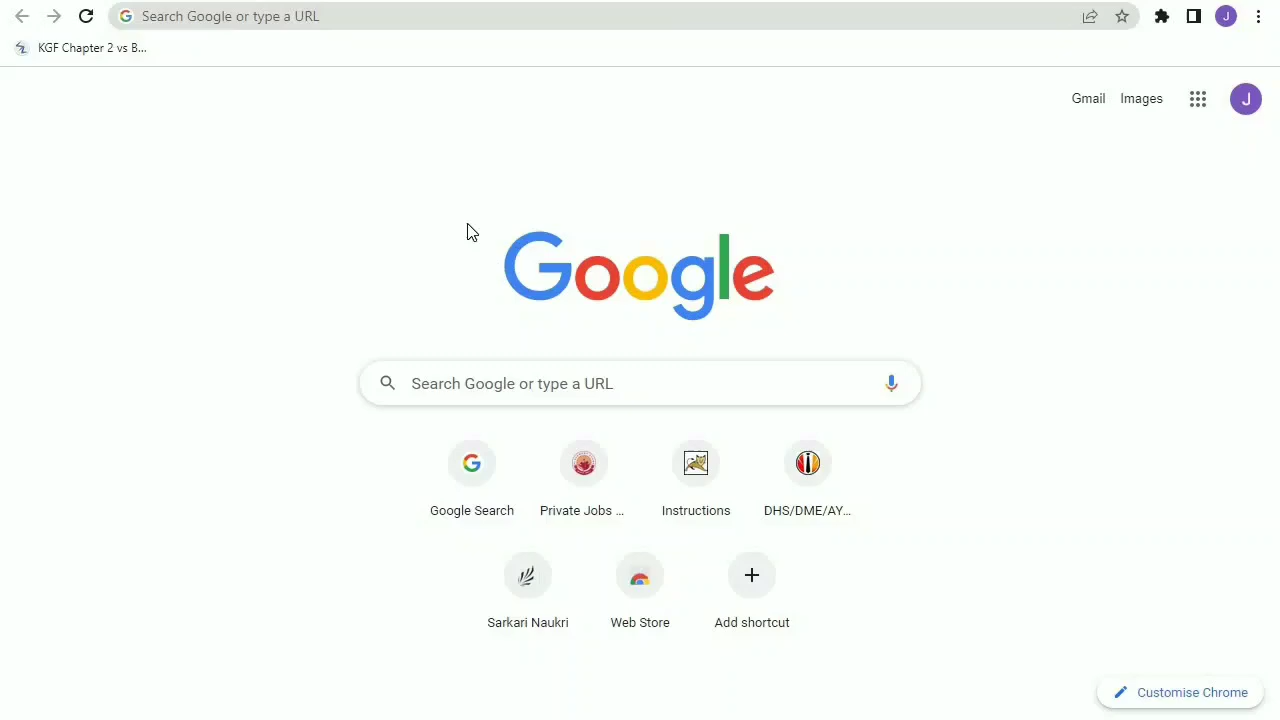 Search Google or type a URL
J
KGF Chapter 2 vs B...
Gmail Images
J
Google
Search Google or type a URL
Google Search Private Jobs ... Instructions DHS/DME/AY...
Sarkari Naukri Web Store Add shortcut
Customise Chrome